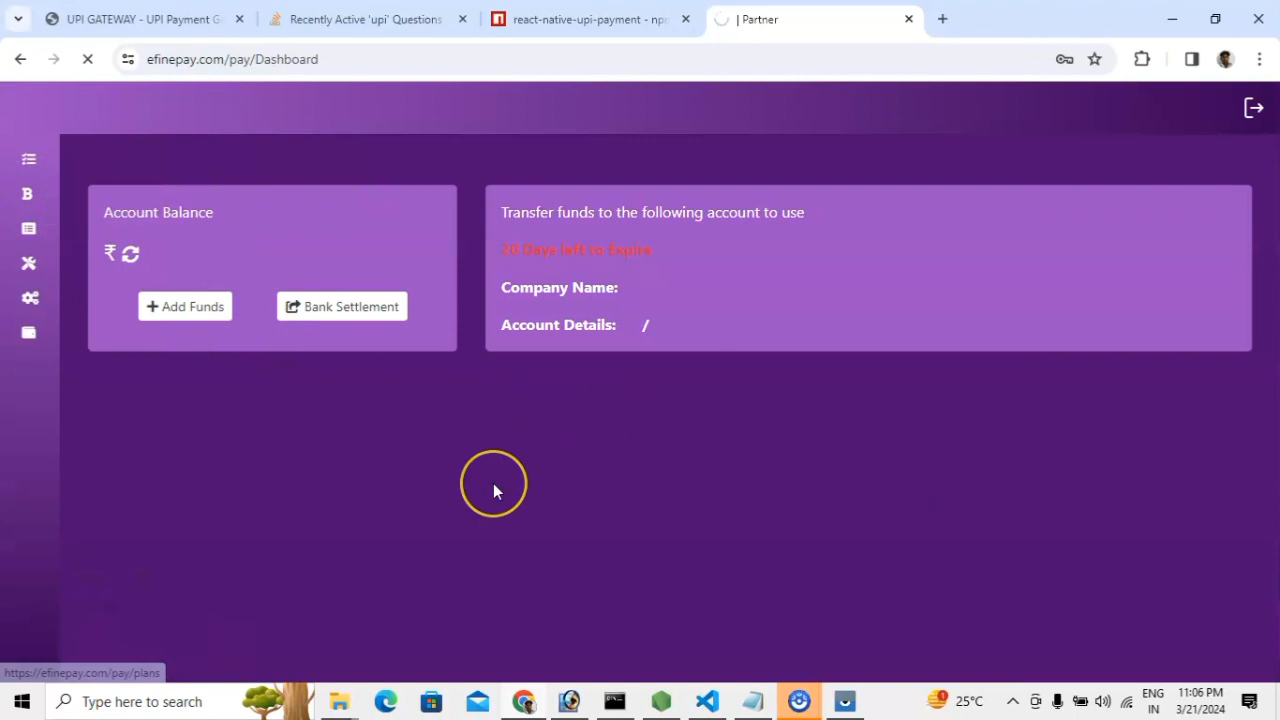 UPI GATEWAY - UPI Payment G
Recently Active 'upi' Questions
react-native-upi-payment - npm
| Partner
efinepay.com/pay/Dashboard
Account Balance
₹
Add Funds
Bank Settlement
Transfer funds to the following account to use
20 Days left to Expire
Company Name:
Account Details: /
https://efinepay.com/pay/plans
Type here to search
25°C
ENG
IN
11:06 PM
3/21/2024